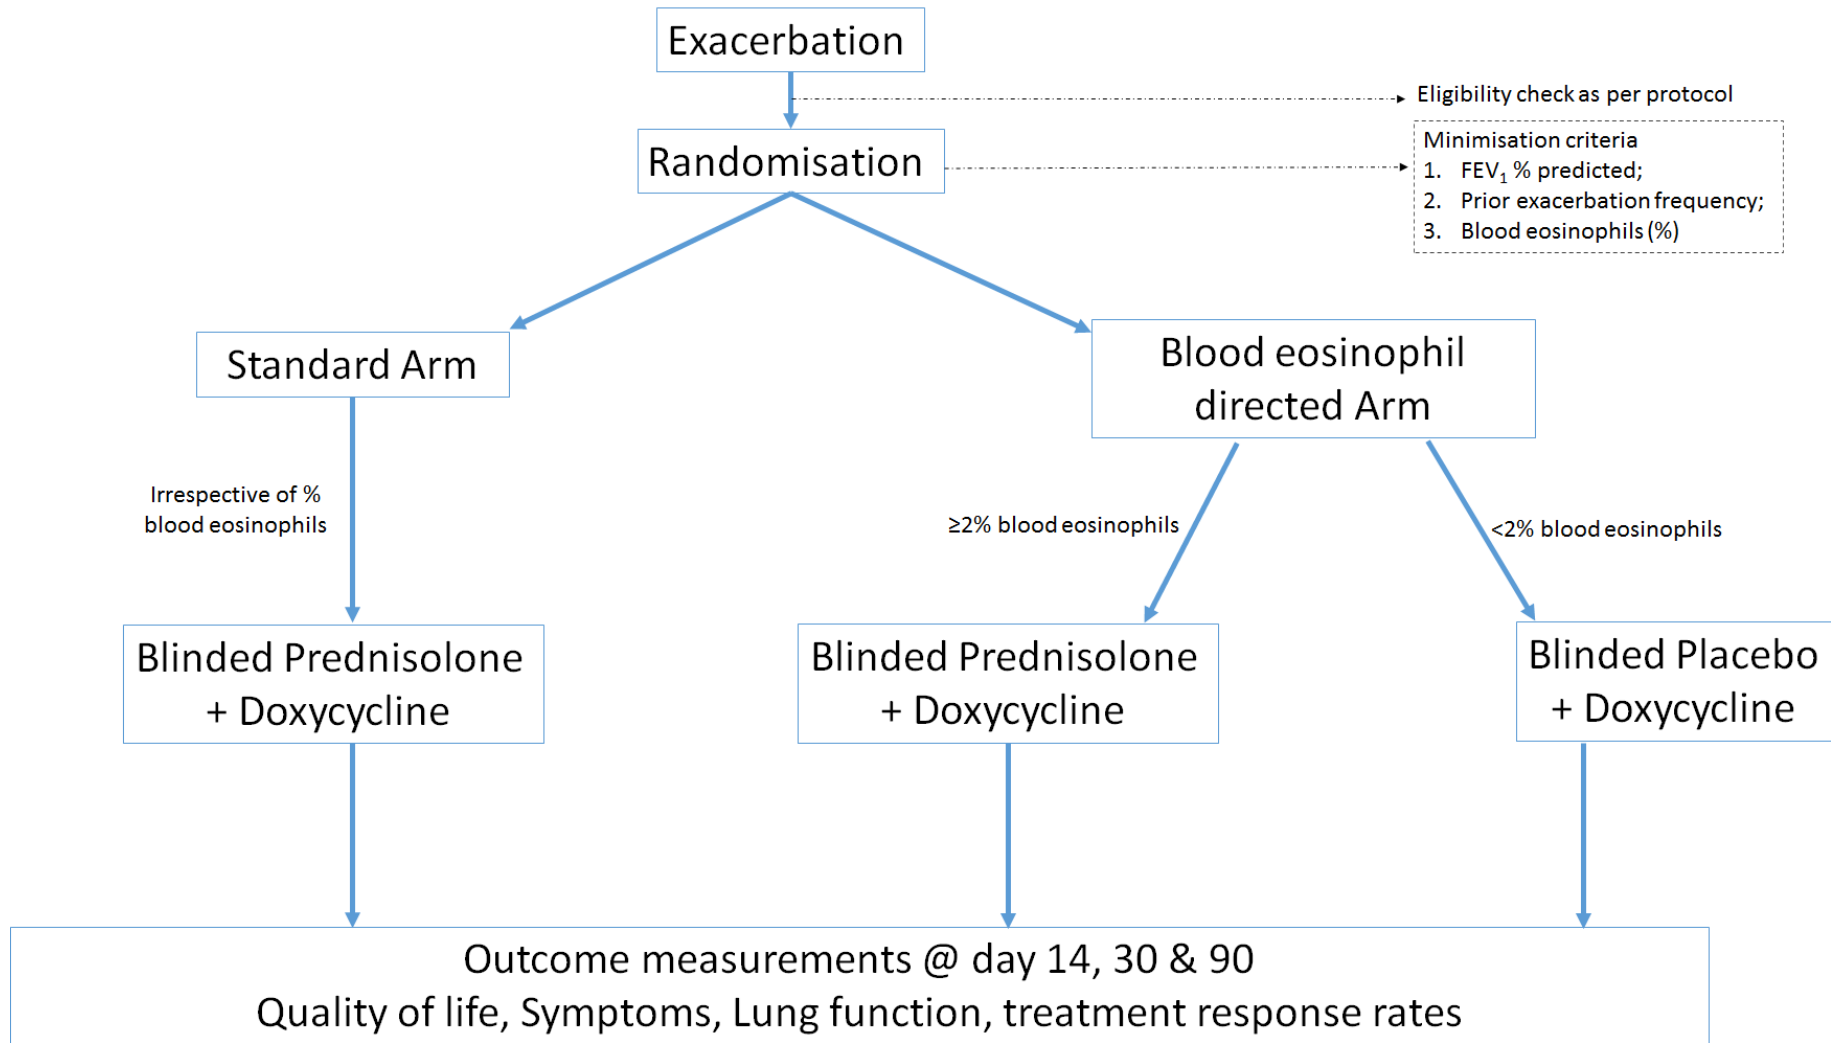 Exacerbation
Eligibility check as per protocol
Randomisation
Minimisation criteria
1. FEV₁ % predicted;
2. Prior exacerbation frequency;
3. Blood eosinophils (%)
Standard Arm
Blood eosinophil
directed Arm
Irrespective of %
blood eosinophils
≥2% blood eosinophils
<2% blood eosinophils
Blinded Prednisolone
+ Doxycycline
Blinded Prednisolone
+ Doxycycline
Blinded Placebo
+ Doxycycline
Outcome measurements @ day 14, 30 & 90
Quality of life, Symptoms, Lung function, treatment response rates